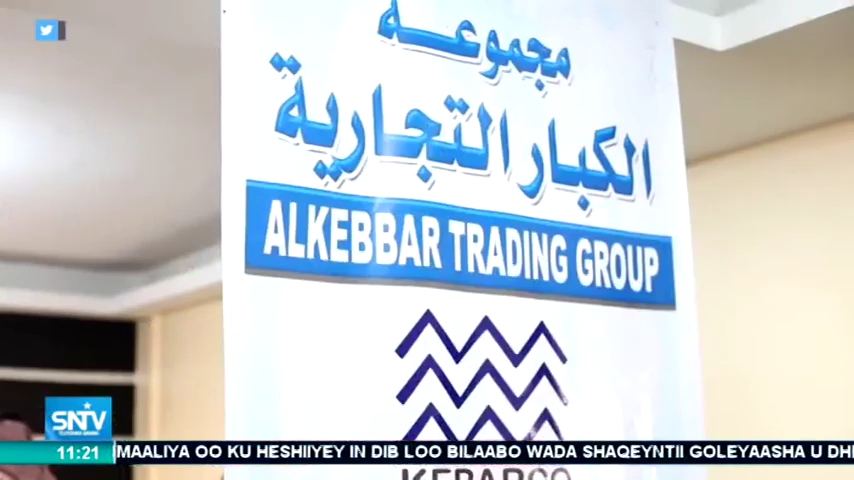 مجموعة
الكبار التجارية
ALKEBBAR TRADING GROUP
SNTV
11:21
MAALIYA OO KU HESHIIYEY IN DIB LOO BILAABO WADA SHAQEYNTII GOLEYAASHA U DH